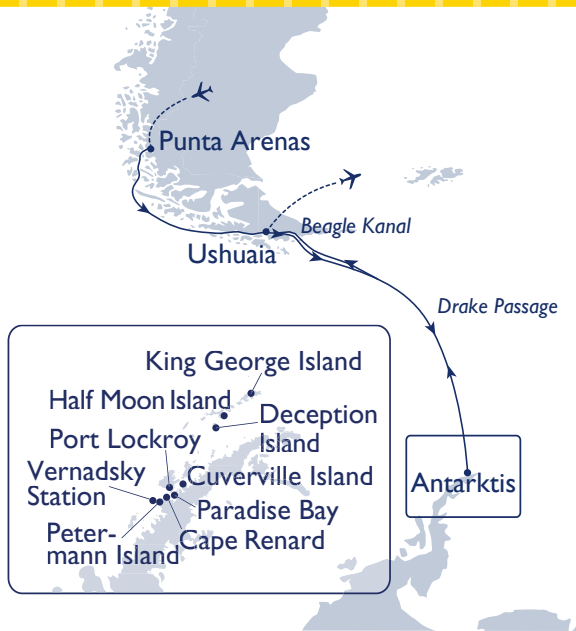 Punta Arenas
Beagle Kanal
Ushuaia
Drake Passage
King George Island
Half Moon Island
Deception
Island
Port Lockroy
Vernadsky
Station
Cuverville Island
Paradise Bay
Peter-
mann Island
Cape Renard
Antarktis